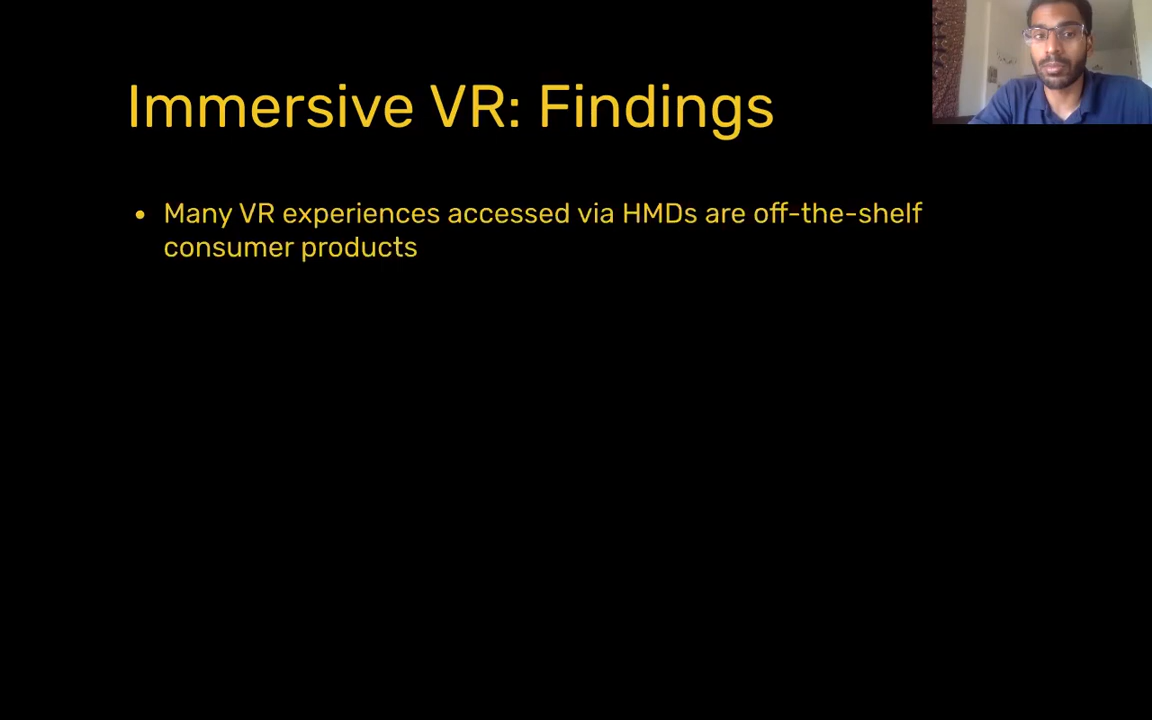 Immersive VR: Findings
• Many VR experiences accessed via HMDs are off-the-shelf
consumer products